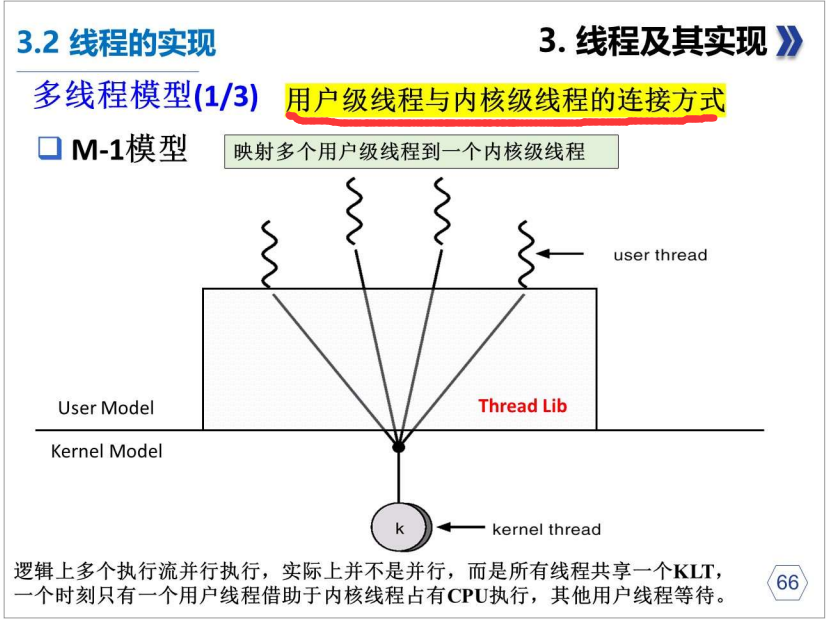 3.2 线程的实现
3. 线程及其实现
多线程模型(1/3) 用户级线程与内核级线程的连接方式
M-1模型
映射多个用户级线程到一个内核级线程
user thread
User Model
Thread Lib
Kernel Model
k
kernel thread
逻辑上多个执行流并行执行，实际上并不是并行，而是所有线程共享一个KLT，
一个时刻只有一个用户线程借助于内核线程占有CPU执行，其他用户线程等待。
66